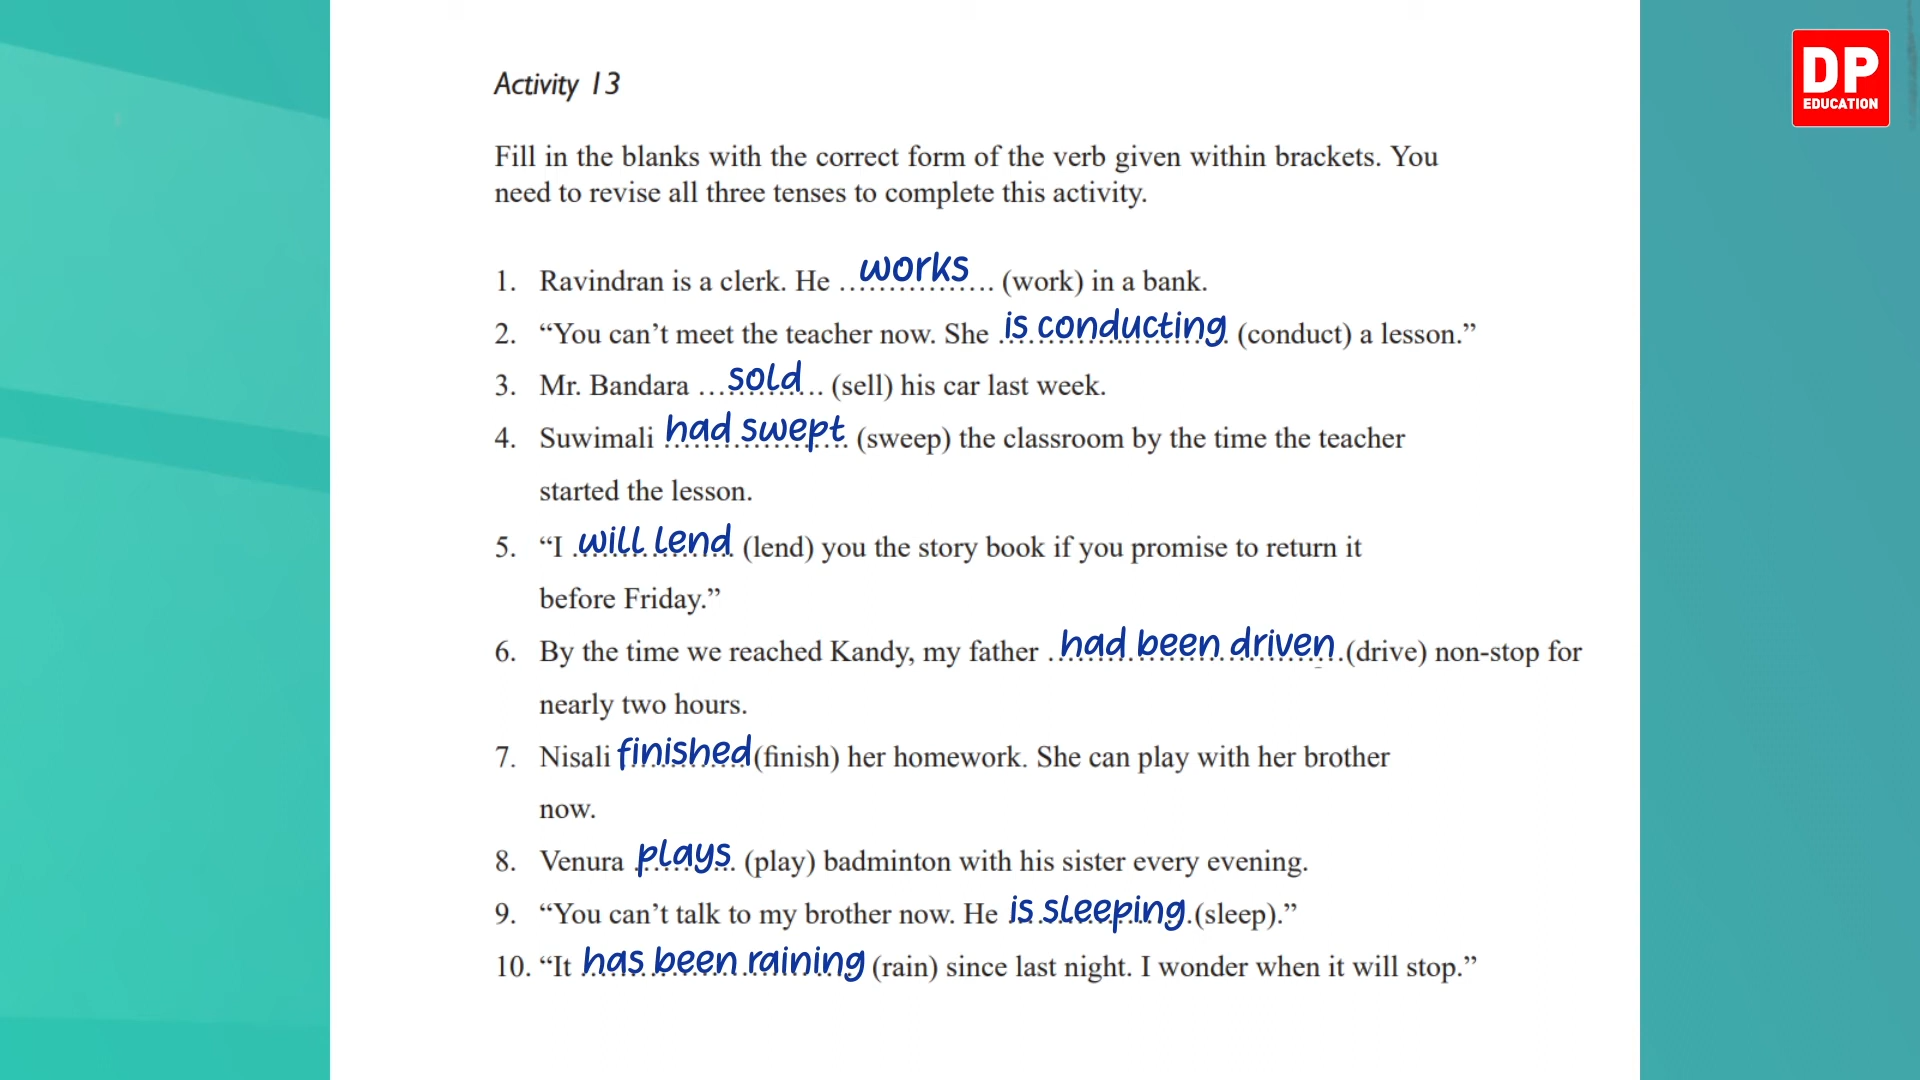 DP
EDUCATION
Activity 13
Fill in the blanks with the correct form of the verb given within brackets. You
need to revise all three tenses to complete this activity.
1. Ravindran is a clerk. He works (work) in a bank.
2. “You can’t meet the teacher now. She is conducting (conduct) a lesson.”
3. Mr. Bandara sold (sell) his car last week.
4. Suwimali had swept (sweep) the classroom by the time the teacher
started the lesson.
5. “I will lend (lend) you the story book if you promise to return it
before Friday.”
6. By the time we reached Kandy, my father had been driven (drive) non-stop for
nearly two hours.
7. Nisali finished (finish) her homework. She can play with her brother
now.
8. Venura plays (play) badminton with his sister every evening.
9. “You can’t talk to my brother now. He is sleeping (sleep).”
10. “It has been raining (rain) since last night. I wonder when it will stop.”